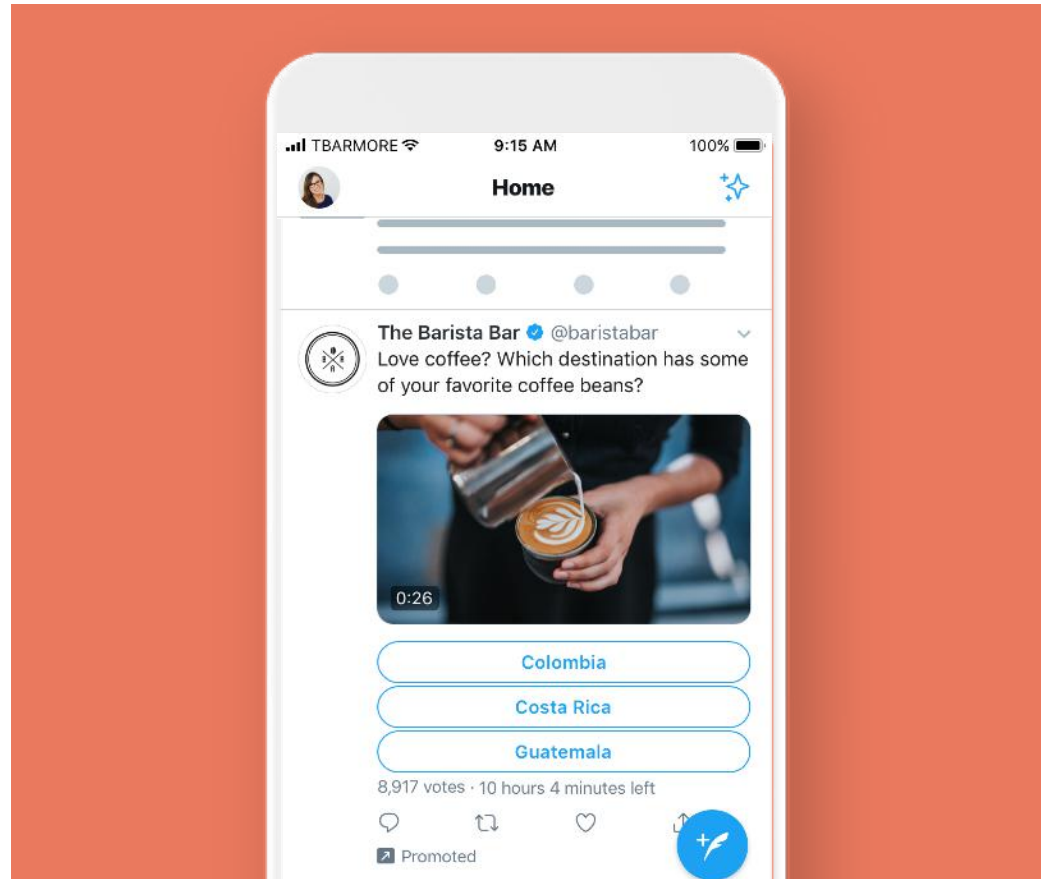 TBARMORE 9:15 AM 100%
Home
The Barista Bar @baristabar
Love coffee? Which destination has some
of your favorite coffee beans?
0:26
Colombia
Costa Rica
Guatemala
8,917 votes · 10 hours 4 minutes left
Promoted